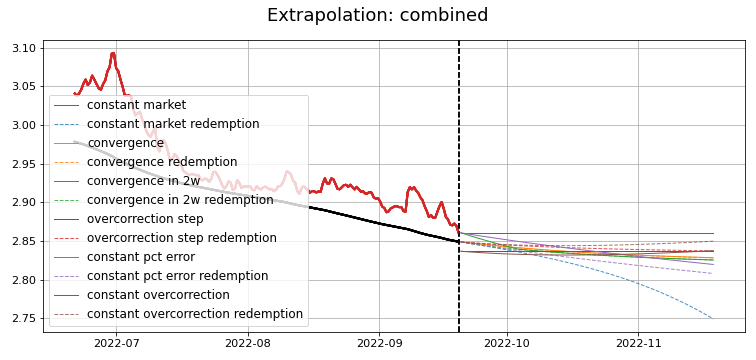 Extrapolation: combined
3.10
3.05
3.00
2.95
2.90
2.85
2.80
2.75
constant market
constant market redemption
convergence
convergence redemption
convergence in 2w
convergence in 2w redemption
overcorrection step
overcorrection step redemption
constant pct error
constant pct error redemption
constant overcorrection
constant overcorrection redemption
2022-07 2022-08 2022-09 2022-10 2022-11